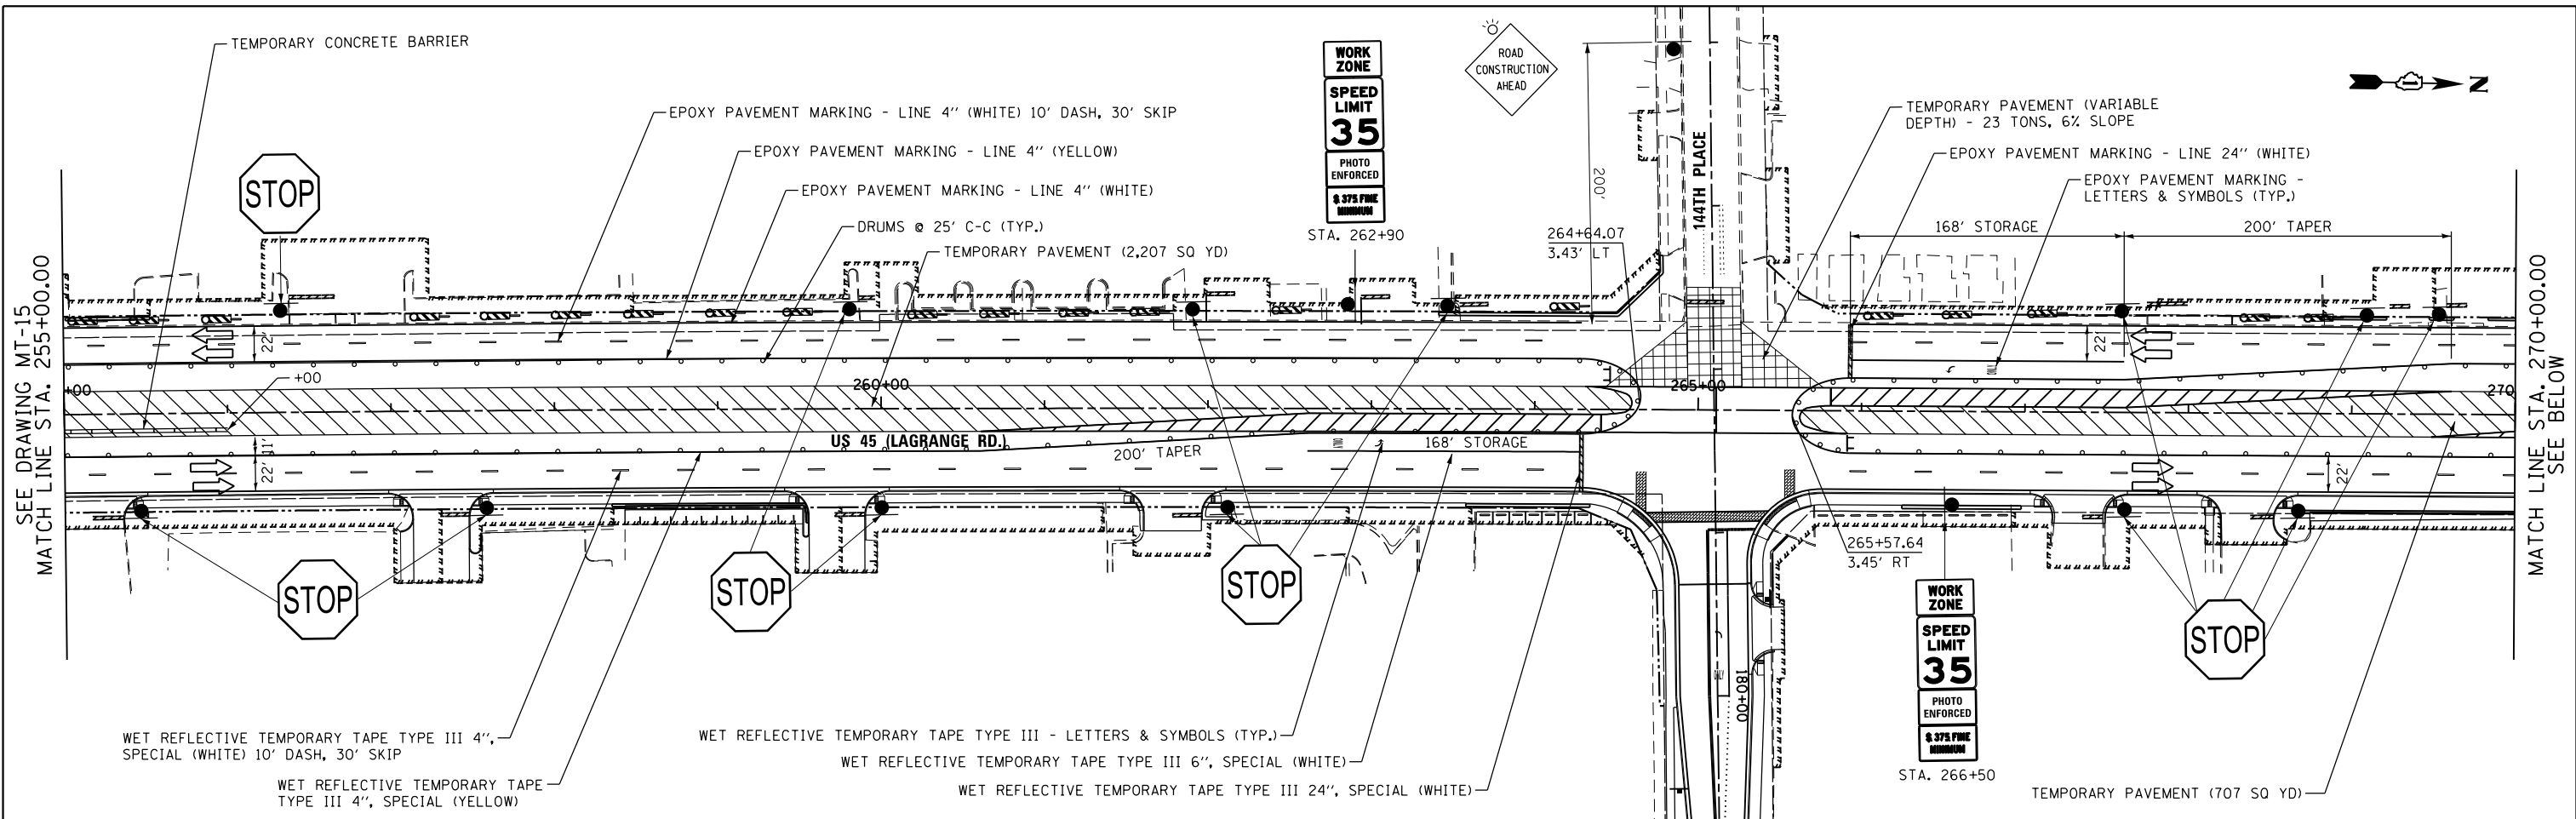 TEMPORARY CONCRETE BARRIER
EPOXY PAVEMENT MARKING - LINE 4" (WHITE) 10' DASH, 30' SKIP
EPOXY PAVEMENT MARKING - LINE 4" (YELLOW)
EPOXY PAVEMENT MARKING - LINE 4" (WHITE)
DRUMS @ 25' C-C (TYP.)
TEMPORARY PAVEMENT (2,207 SQ YD)
STOP
WORK
ZONE
SPEED
LIMIT
35
PHOTO
ENFORCED
$ 375 FINE
MINIMUM
STA. 262+90
ROAD
CONSTRUCTION
AHEAD
200'
144TH PLACE
264+64.07
3.43' LT
TEMPORARY PAVEMENT (VARIABLE
DEPTH) - 23 TONS, 6% SLOPE
EPOXY PAVEMENT MARKING - LINE 24" (WHITE)
EPOXY PAVEMENT MARKING -
LETTERS & SYMBOLS (TYP.)
168' STORAGE
200' TAPER
N
SEE DRAWING MT-15
MATCH LINE STA. 255+00.00
MATCH LINE STA. 270+00.00
SEE BELOW
22'
22'
+00
+00
260+00
265+00
270
US 45 (LAGRANGE RD.)
200' TAPER
168' STORAGE
11'
22'
22'
265+57.64
3.45' RT
STOP
STOP
STOP
STOP
WORK
ZONE
SPEED
LIMIT
35
PHOTO
ENFORCED
$ 375 FINE
MINIMUM
STA. 266+50
180+00
WET REFLECTIVE TEMPORARY TAPE TYPE III 4",
SPECIAL (WHITE) 10' DASH, 30' SKIP
WET REFLECTIVE TEMPORARY TAPE
TYPE III 4", SPECIAL (YELLOW)
WET REFLECTIVE TEMPORARY TAPE TYPE III - LETTERS & SYMBOLS (TYP.)
WET REFLECTIVE TEMPORARY TAPE TYPE III 6", SPECIAL (WHITE)
WET REFLECTIVE TEMPORARY TAPE TYPE III 24", SPECIAL (WHITE)
TEMPORARY PAVEMENT (707 SQ YD)